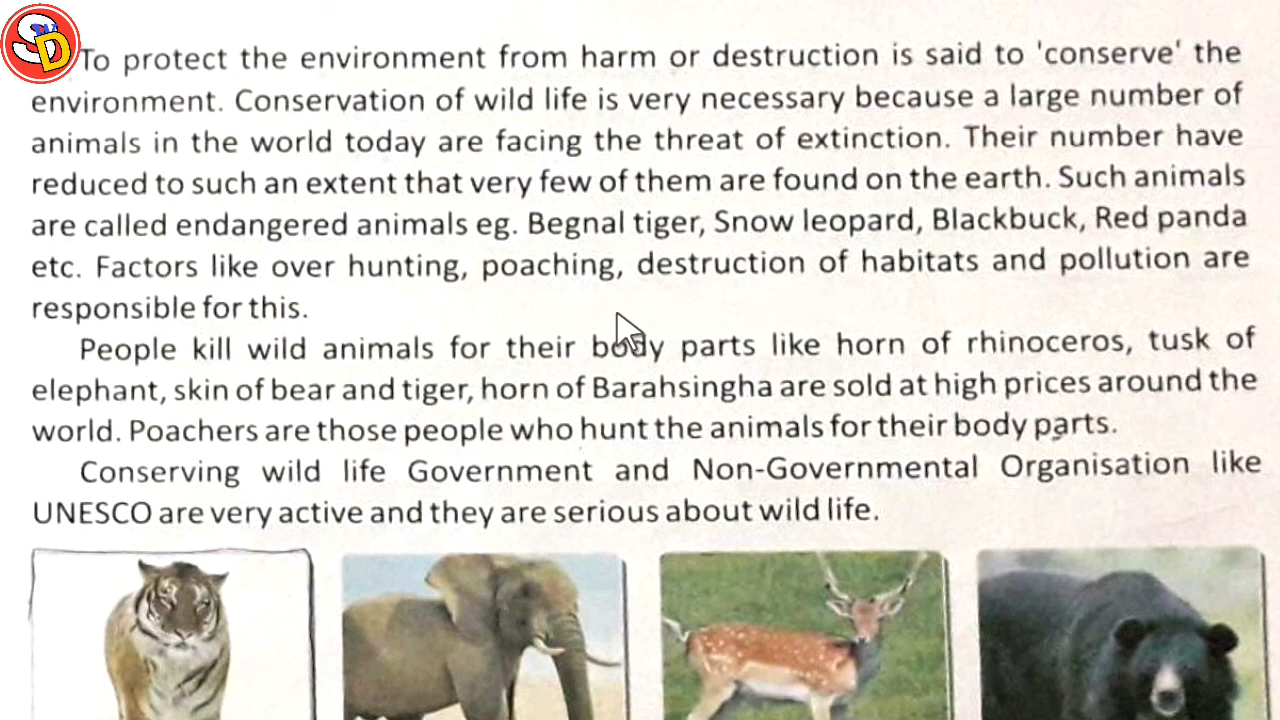 SD
To protect the environment from harm or destruction is said to 'conserve' the
environment. Conservation of wild life is very necessary because a large number of
animals in the world today are facing the threat of extinction. Their number have
reduced to such an extent that very few of them are found on the earth. Such animals
are called endangered animals eg. Begnal tiger, Snow leopard, Blackbuck, Red panda
etc. Factors like over hunting, poaching, destruction of habitats and pollution are
responsible for this.
People kill wild animals for their body parts like horn of rhinoceros, tusk of
elephant, skin of bear and tiger, horn of Barahsingha are sold at high prices around the
world. Poachers are those people who hunt the animals for their body parts.
Conserving wild life Government and Non-Governmental Organisation like
UNESCO are very active and they are serious about wild life.